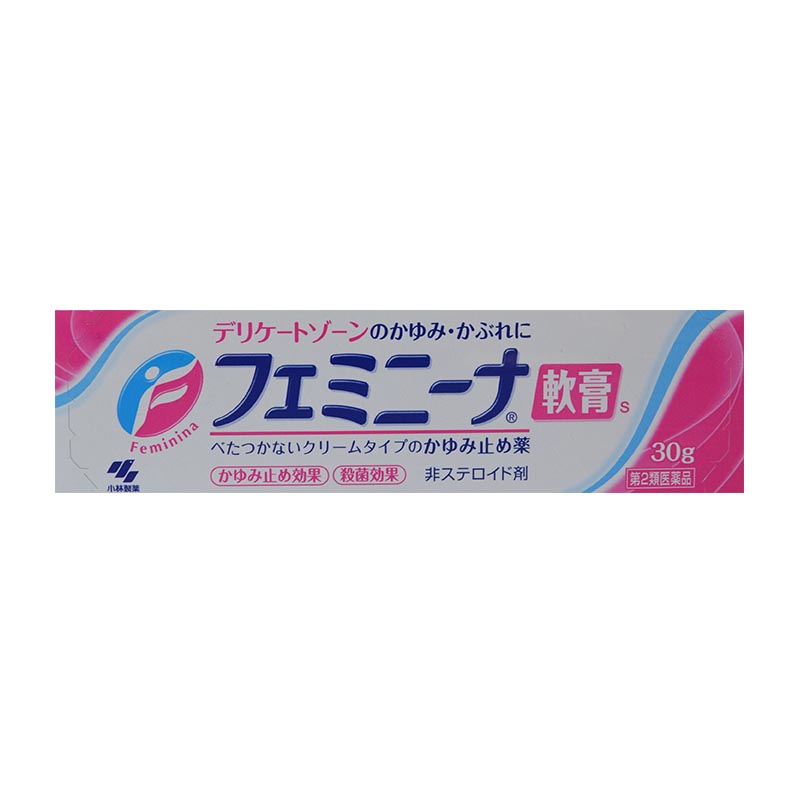 デリケートゾーンのかゆみ・かぶれに
フェミニーナ® 軟膏s
Feminina
べたつかないクリームタイプのかゆみ止め薬
かゆみ止め効果 殺菌効果 非ステロイド剤
30g
第2類医薬品
小林製薬